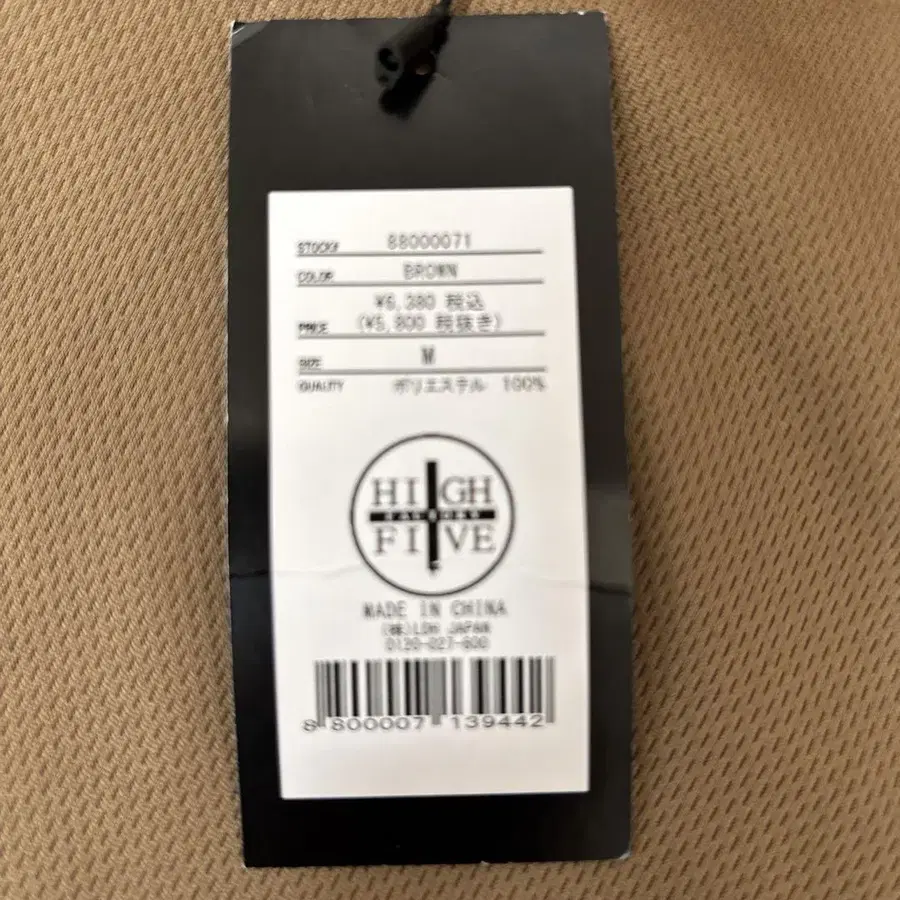 STOCK# 88000071
COLOR BROWN
¥6,380 税込
PRICE (¥5,800 税抜き)
SIZE M
QUALITY ポリエステル 100%
HIGH
FIVE
MADE IN CHINA
(株)LDH JAPAN
0120-027-600
8 800007 139442